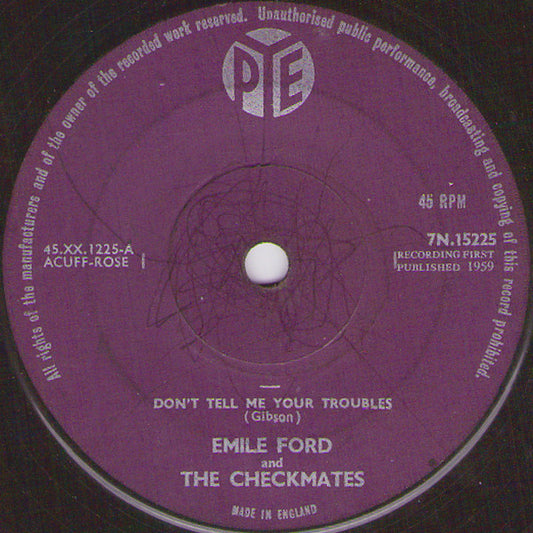 All rights of the manufacturers and of the owner of the recorded work reserved. Unauthorised public performance, broadcasting and copying of this record prohibited.
PYE
45 RPM
45.XX.1225-A
ACUFF-ROSE
7N.15225
RECORDING FIRST
PUBLISHED 1959
DON'T TELL ME YOUR TROUBLES
(Gibson)
EMILE FORD
and
THE CHECKMATES
MADE IN ENGLAND